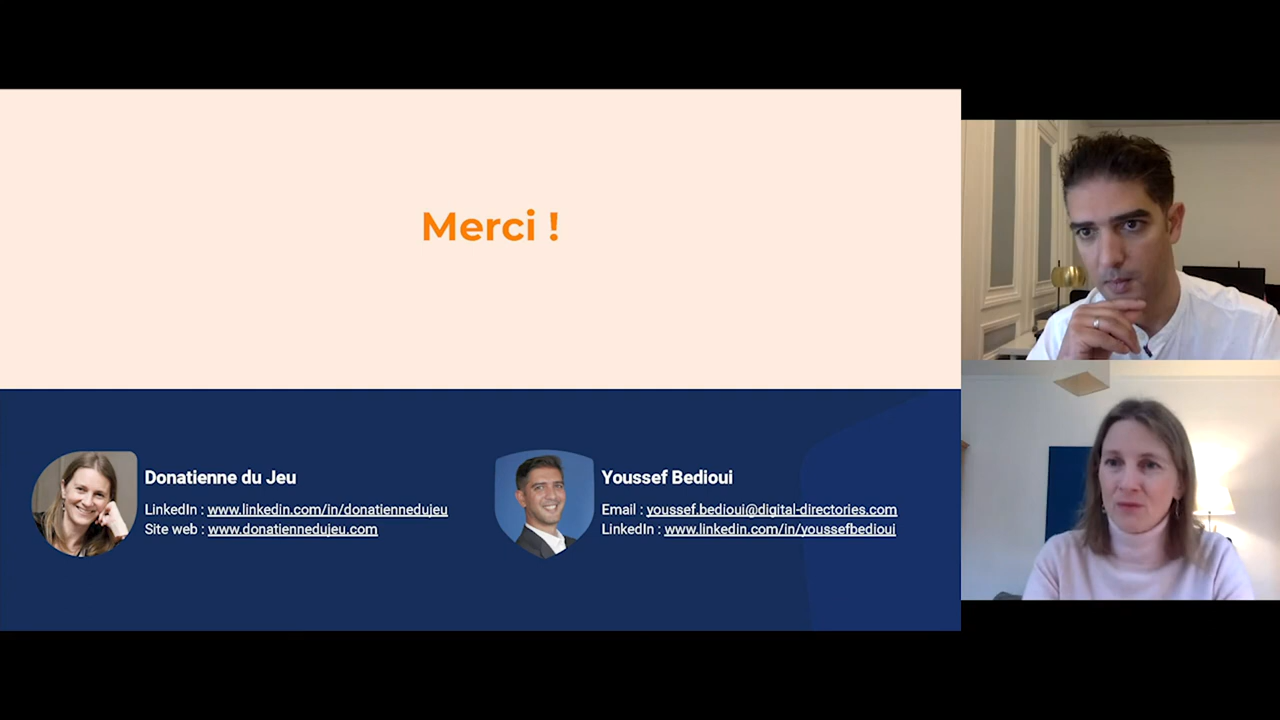 Merci !
Donatienne du Jeu
LinkedIn : www.linkedin.com/in/donatiennedujeu
Site web : www.donatiennedujeu.com
Youssef Bedioui
Email : youssef.bedioui@digital-directories.com
LinkedIn : www.linkedin.com/in/youssefbedioui